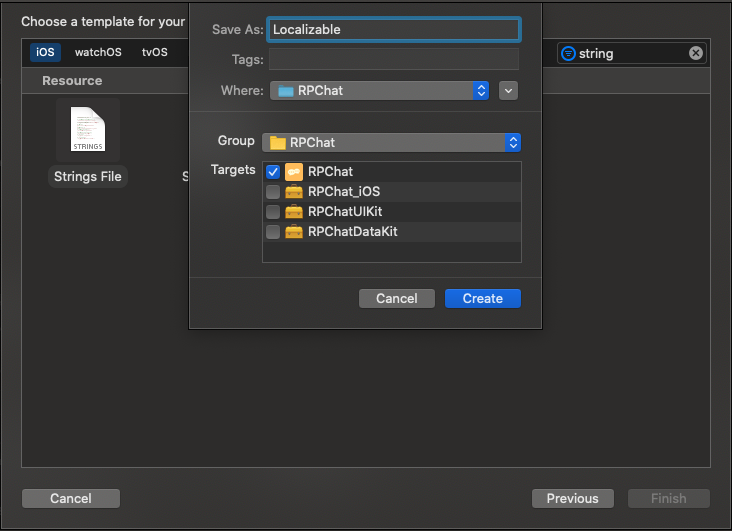 Choose a template for your
iOS watchOS tvOS
string
Resource
STRINGS
Strings File
S
Save As: Localizable
Tags:
Where: RPChat
Group RPChat
Targets RPChat
RPChat_iOS
RPChatUIKit
RPChatDataKit
Cancel Create
Cancel Previous Finish